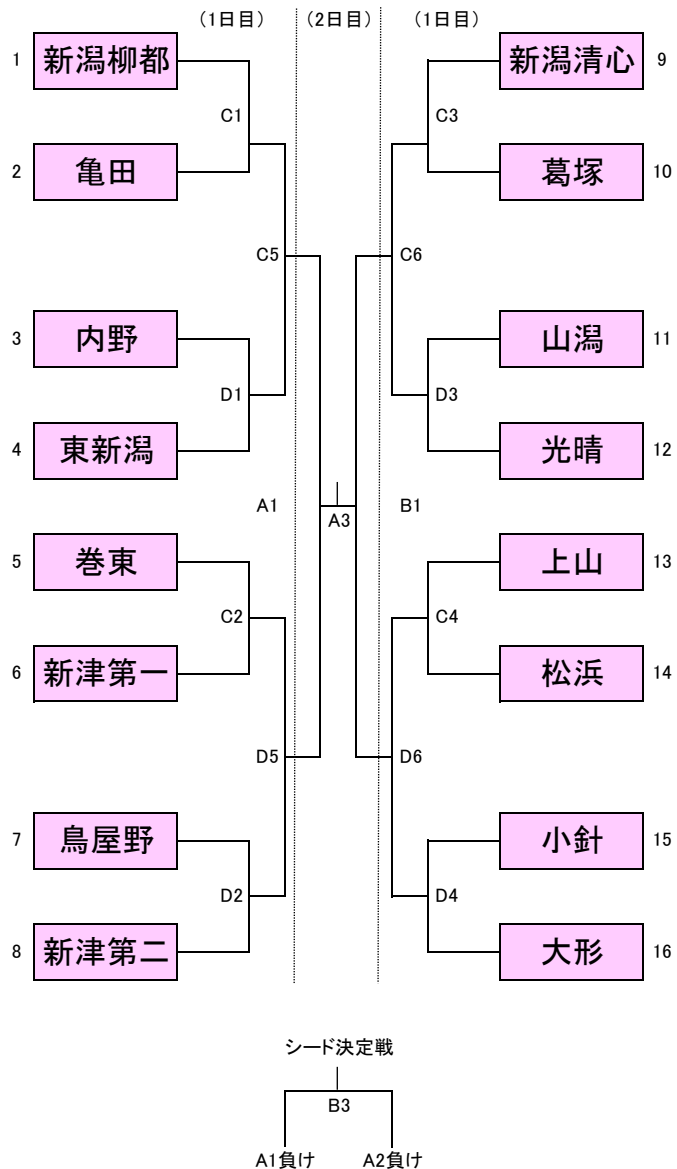 （1日目） （2日目） （1日目）
1 新潟柳都 新潟清心 9
C1 C3
2 亀田 葛塚 10
C5 C6
3 内野 山潟 11
D1 D3
4 東新潟 光晴 12
A1 A3 B1
5 巻東 上山 13
C2 C4
6 新津第一 松浜 14
D5 D6
7 鳥屋野 小針 15
D2 D4
8 新津第二 大形 16
シード決定戦
B3
A1負け A2負け